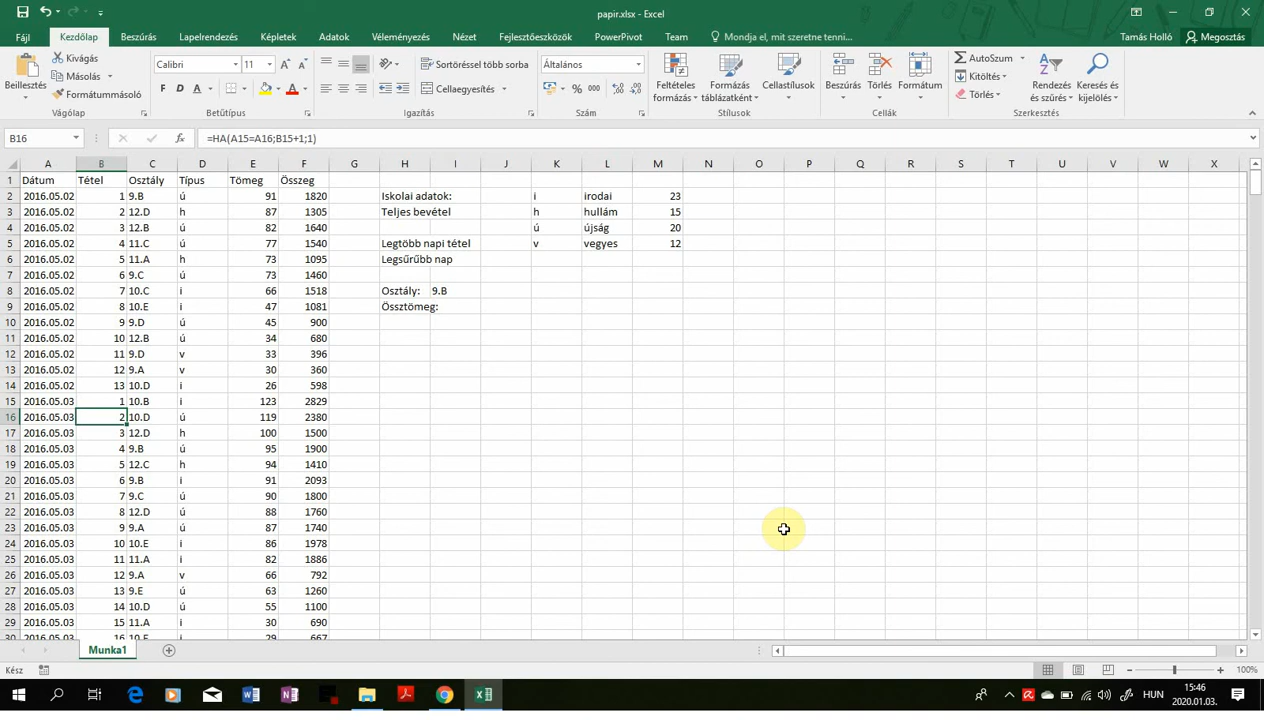 papir.xlsx - Excel
Fájl Kezdőlap Beszúrás Lapelrendezés Képletek Adatok Véleményezés Nézet Fejlesztőeszközök PowerPivot Team Mondja el, mit szeretne tenni... Tamás Holló Megosztás
Beillesztés
Kivágás
Másolás
Formátummásoló
Vágólap
Calibri 11
F D A
Betűtípus
Sortöréssel több sorba
Cellaegyesítés
Igazítás
Általános
% 000
Szám
Feltételes formázás
Formázás táblázatként
Cellastílusok
Stílusok
Beszúrás Törlés Formátum
Cellák
AutoSzum
Kitöltés
Törlés
Rendezés és szűrés
Keresés és kijelölés
Szerkesztés
B16 fx =HA(A15=A16;B15+1;1)
A B C D E F G H I J K L M N O P Q R S T U V W X
1 Dátum Tétel Osztály Típus Tömeg Összeg
2 2016.05.02 1 9.B ú 91 1820 Iskolai adatok: i irodai 23
3 2016.05.02 2 12.D h 87 1305 Teljes bevétel h hullám 15
4 2016.05.02 3 12.B ú 82 1640 ú újság 20
5 2016.05.02 4 11.C ú 77 1540 Legtöbb napi tétel v vegyes 12
6 2016.05.02 5 11.A h 73 1095 Legsűrűbb nap
7 2016.05.02 6 9.C ú 73 1460
8 2016.05.02 7 10.C i 66 1518 Osztály: 9.B
9 2016.05.02 8 10.E i 47 1081 Össztömeg:
10 2016.05.02 9 9.D ú 45 900
11 2016.05.02 10 12.B ú 34 680
12 2016.05.02 11 9.D v 33 396
13 2016.05.02 12 9.A v 30 360
14 2016.05.02 13 10.D i 26 598
15 2016.05.03 1 10.B i 123 2829
16 2016.05.03 2 10.D ú 119 2380
17 2016.05.03 3 12.D h 100 1500
18 2016.05.03 4 9.B ú 95 1900
19 2016.05.03 5 12.C h 94 1410
20 2016.05.03 6 9.B i 91 2093
21 2016.05.03 7 9.C ú 90 1800
22 2016.05.03 8 12.D ú 88 1760
23 2016.05.03 9 9.A ú 87 1740
24 2016.05.03 10 10.E i 86 1978
25 2016.05.03 11 11.A i 82 1886
26 2016.05.03 12 9.A v 66 792
27 2016.05.03 13 9.E ú 63 1260
28 2016.05.03 14 10.D ú 55 1100
29 2016.05.03 15 11.A i 30 690
30 2016.05.03 16 10.E i 29 667
Munka1
Kész 100%
HUN 15:46
2020.01.03.